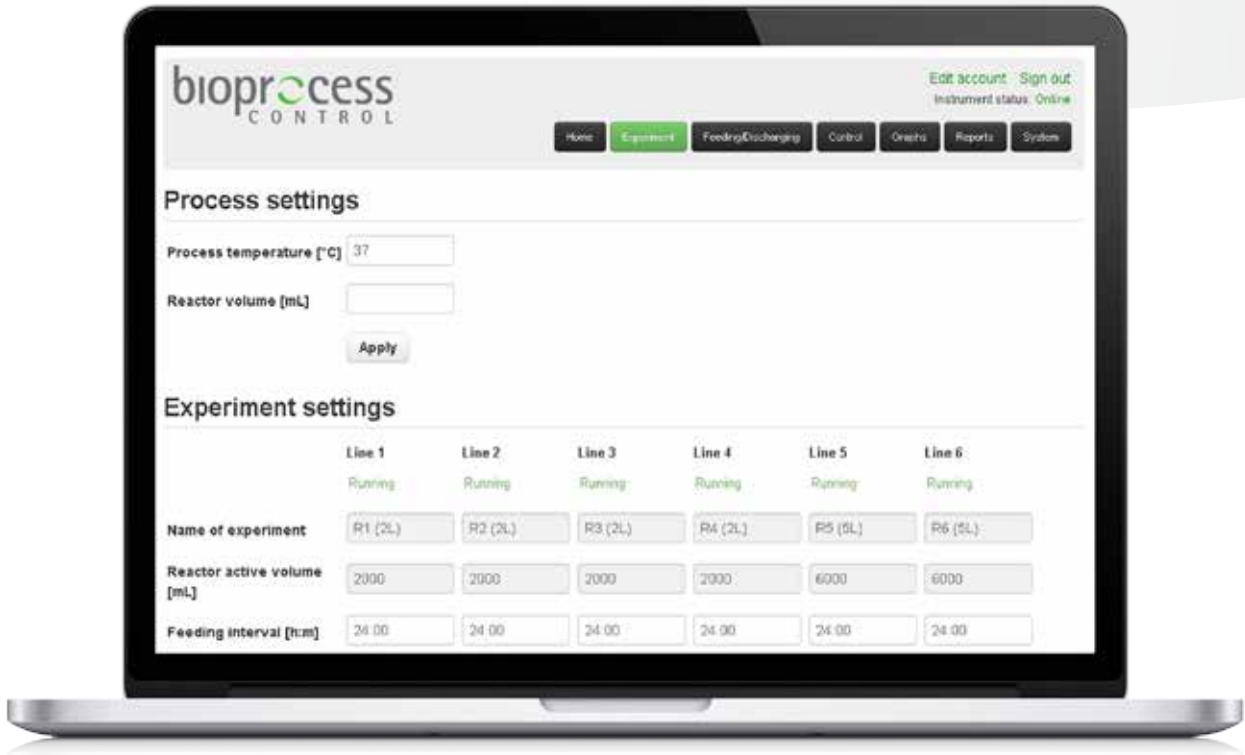 bioprocess
CONTROL
Edit account Sign out
Instrument status: Online
Home Experiment Feeding/Discharging Control Graphs Reports System
Process settings
Process temperature [°C] 37
Reactor volume [mL]
Apply
Experiment settings
Line 1 Line 2 Line 3 Line 4 Line 5 Line 6
Running Running Running Running Running Running
Name of experiment R1 (2L) R2 (2L) R3 (2L) R4 (2L) R5 (5L) R6 (5L)
Reactor active volume
[mL] 2000 2000 2000 2000 6000 6000
Feeding interval [h:m] 24:00 24:00 24:00 24:00 24:00 24:00